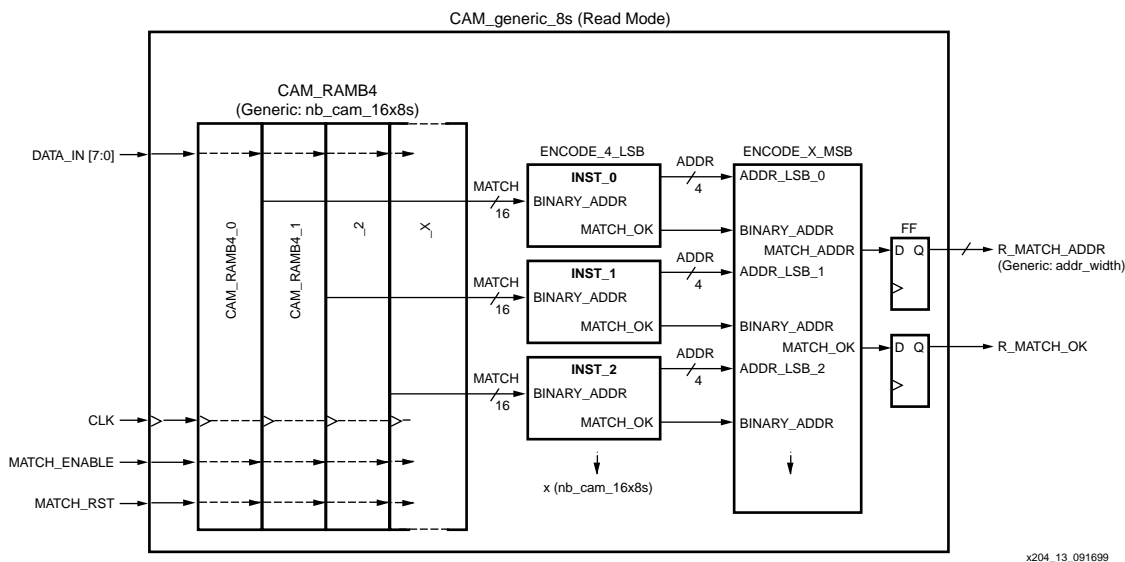 CAM_generic_8s (Read Mode)
CAM_RAMB4
(Generic: nb_cam_16x8s)
DATA_IN [7:0]
CAM_RAMB4_0
CAM_RAMB4_1
_2
_X
CLK
MATCH_ENABLE
MATCH_RST
MATCH
16
MATCH
16
MATCH
16
ENCODE_4_LSB
INST_0
BINARY_ADDR
MATCH_OK
INST_1
BINARY_ADDR
MATCH_OK
INST_2
BINARY_ADDR
MATCH_OK
x (nb_cam_16x8s)
ADDR
4
ADDR
4
ADDR
4
ENCODE_X_MSB
ADDR_LSB_0
BINARY_ADDR
MATCH_ADDR
ADDR_LSB_1
BINARY_ADDR
MATCH_OK
ADDR_LSB_2
BINARY_ADDR
FF
D Q
D Q
R_MATCH_ADDR
(Generic: addr_width)
R_MATCH_OK
x204_13_091699